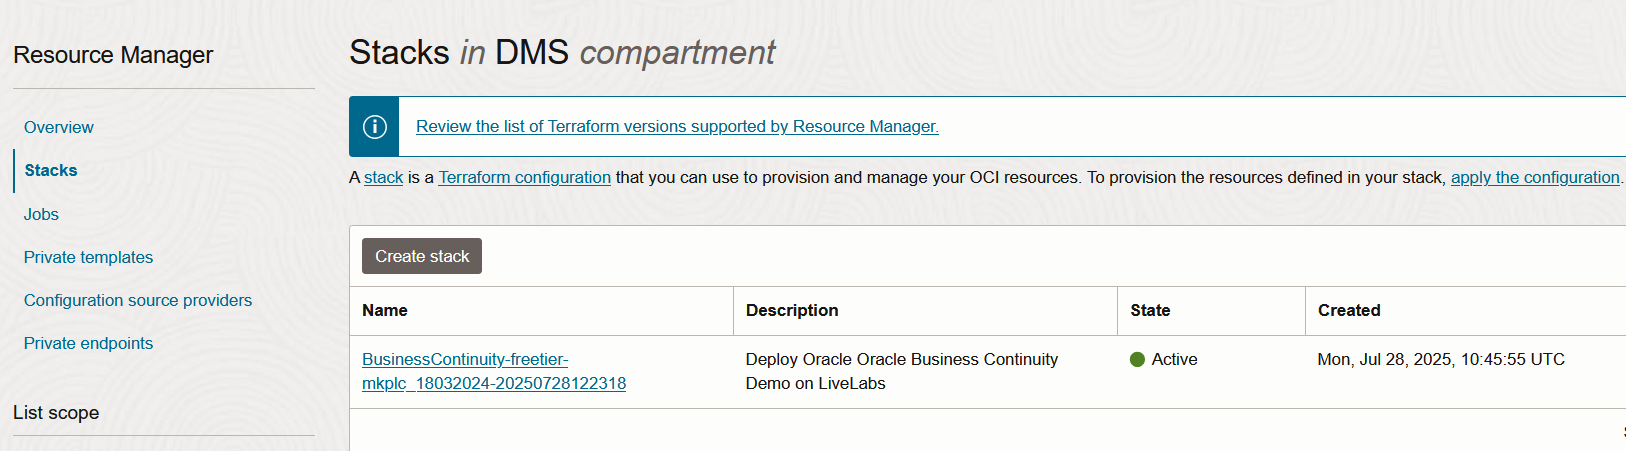 Resource Manager
Overview
Stacks
Jobs
Private templates
Configuration source providers
Private endpoints
List scope
Stacks in DMS compartment
Review the list of Terraform versions supported by Resource Manager.
A stack is a Terraform configuration that you can use to provision and manage your OCI resources. To provision the resources defined in your stack, apply the configuration.
Create stack
Name Description State Created
BusinessContinuity-freetier-
mkplc_18032024-20250728122318
Deploy Oracle Oracle Business Continuity
Demo on LiveLabs
Active
Mon, Jul 28, 2025, 10:45:55 UTC